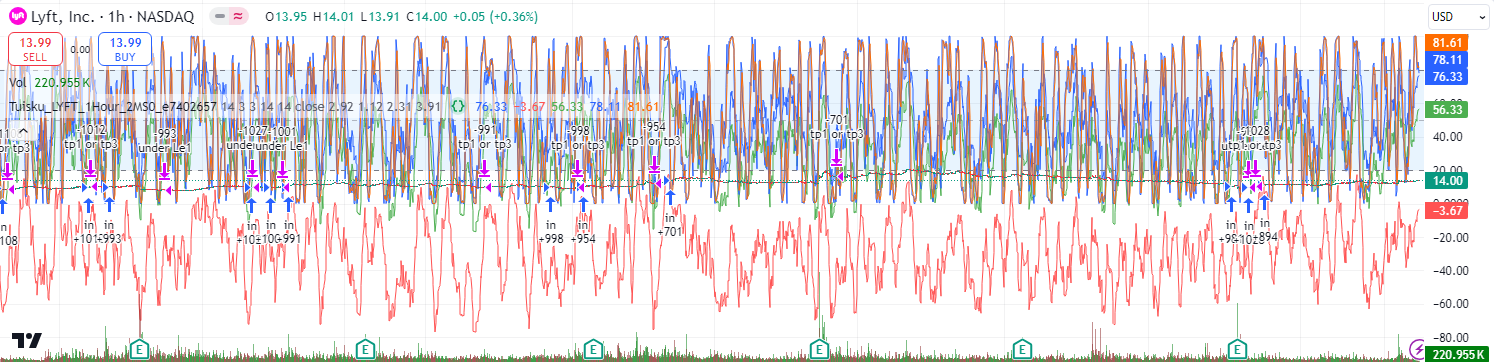 Lyft, Inc. · 1h · NASDAQ O13.95 H14.01 L13.91 C14.00 +0.05 (+0.36%)
USD
13.99
SELL
0.00
13.99
BUY
81.61
78.11
76.33
Vol 220.955K
Tuisku_LYFT_1Hour_2MS0_e7402657 14 3 3 14 14 close 2.92 1.12 2.31 3.91 76.33 −3.67 56.33 78.11 81.61
56.33
40.00
20.00
14.00
−3.67
−20.00
−40.00
−60.00
−80.00
220.955K
-1012
tp1 or tp3
-993
under Le1
-1027
-1001
under Le1
-991
tp1 or tp3
-998
tp1 or tp3
-954
tp1 or tp3
-701
tp1 or tp3
-1028
in
in
+993
in
in
in
+991
in
+998
in
+954
in
+701
in
in
in
+894
E
E
E
E
E
E